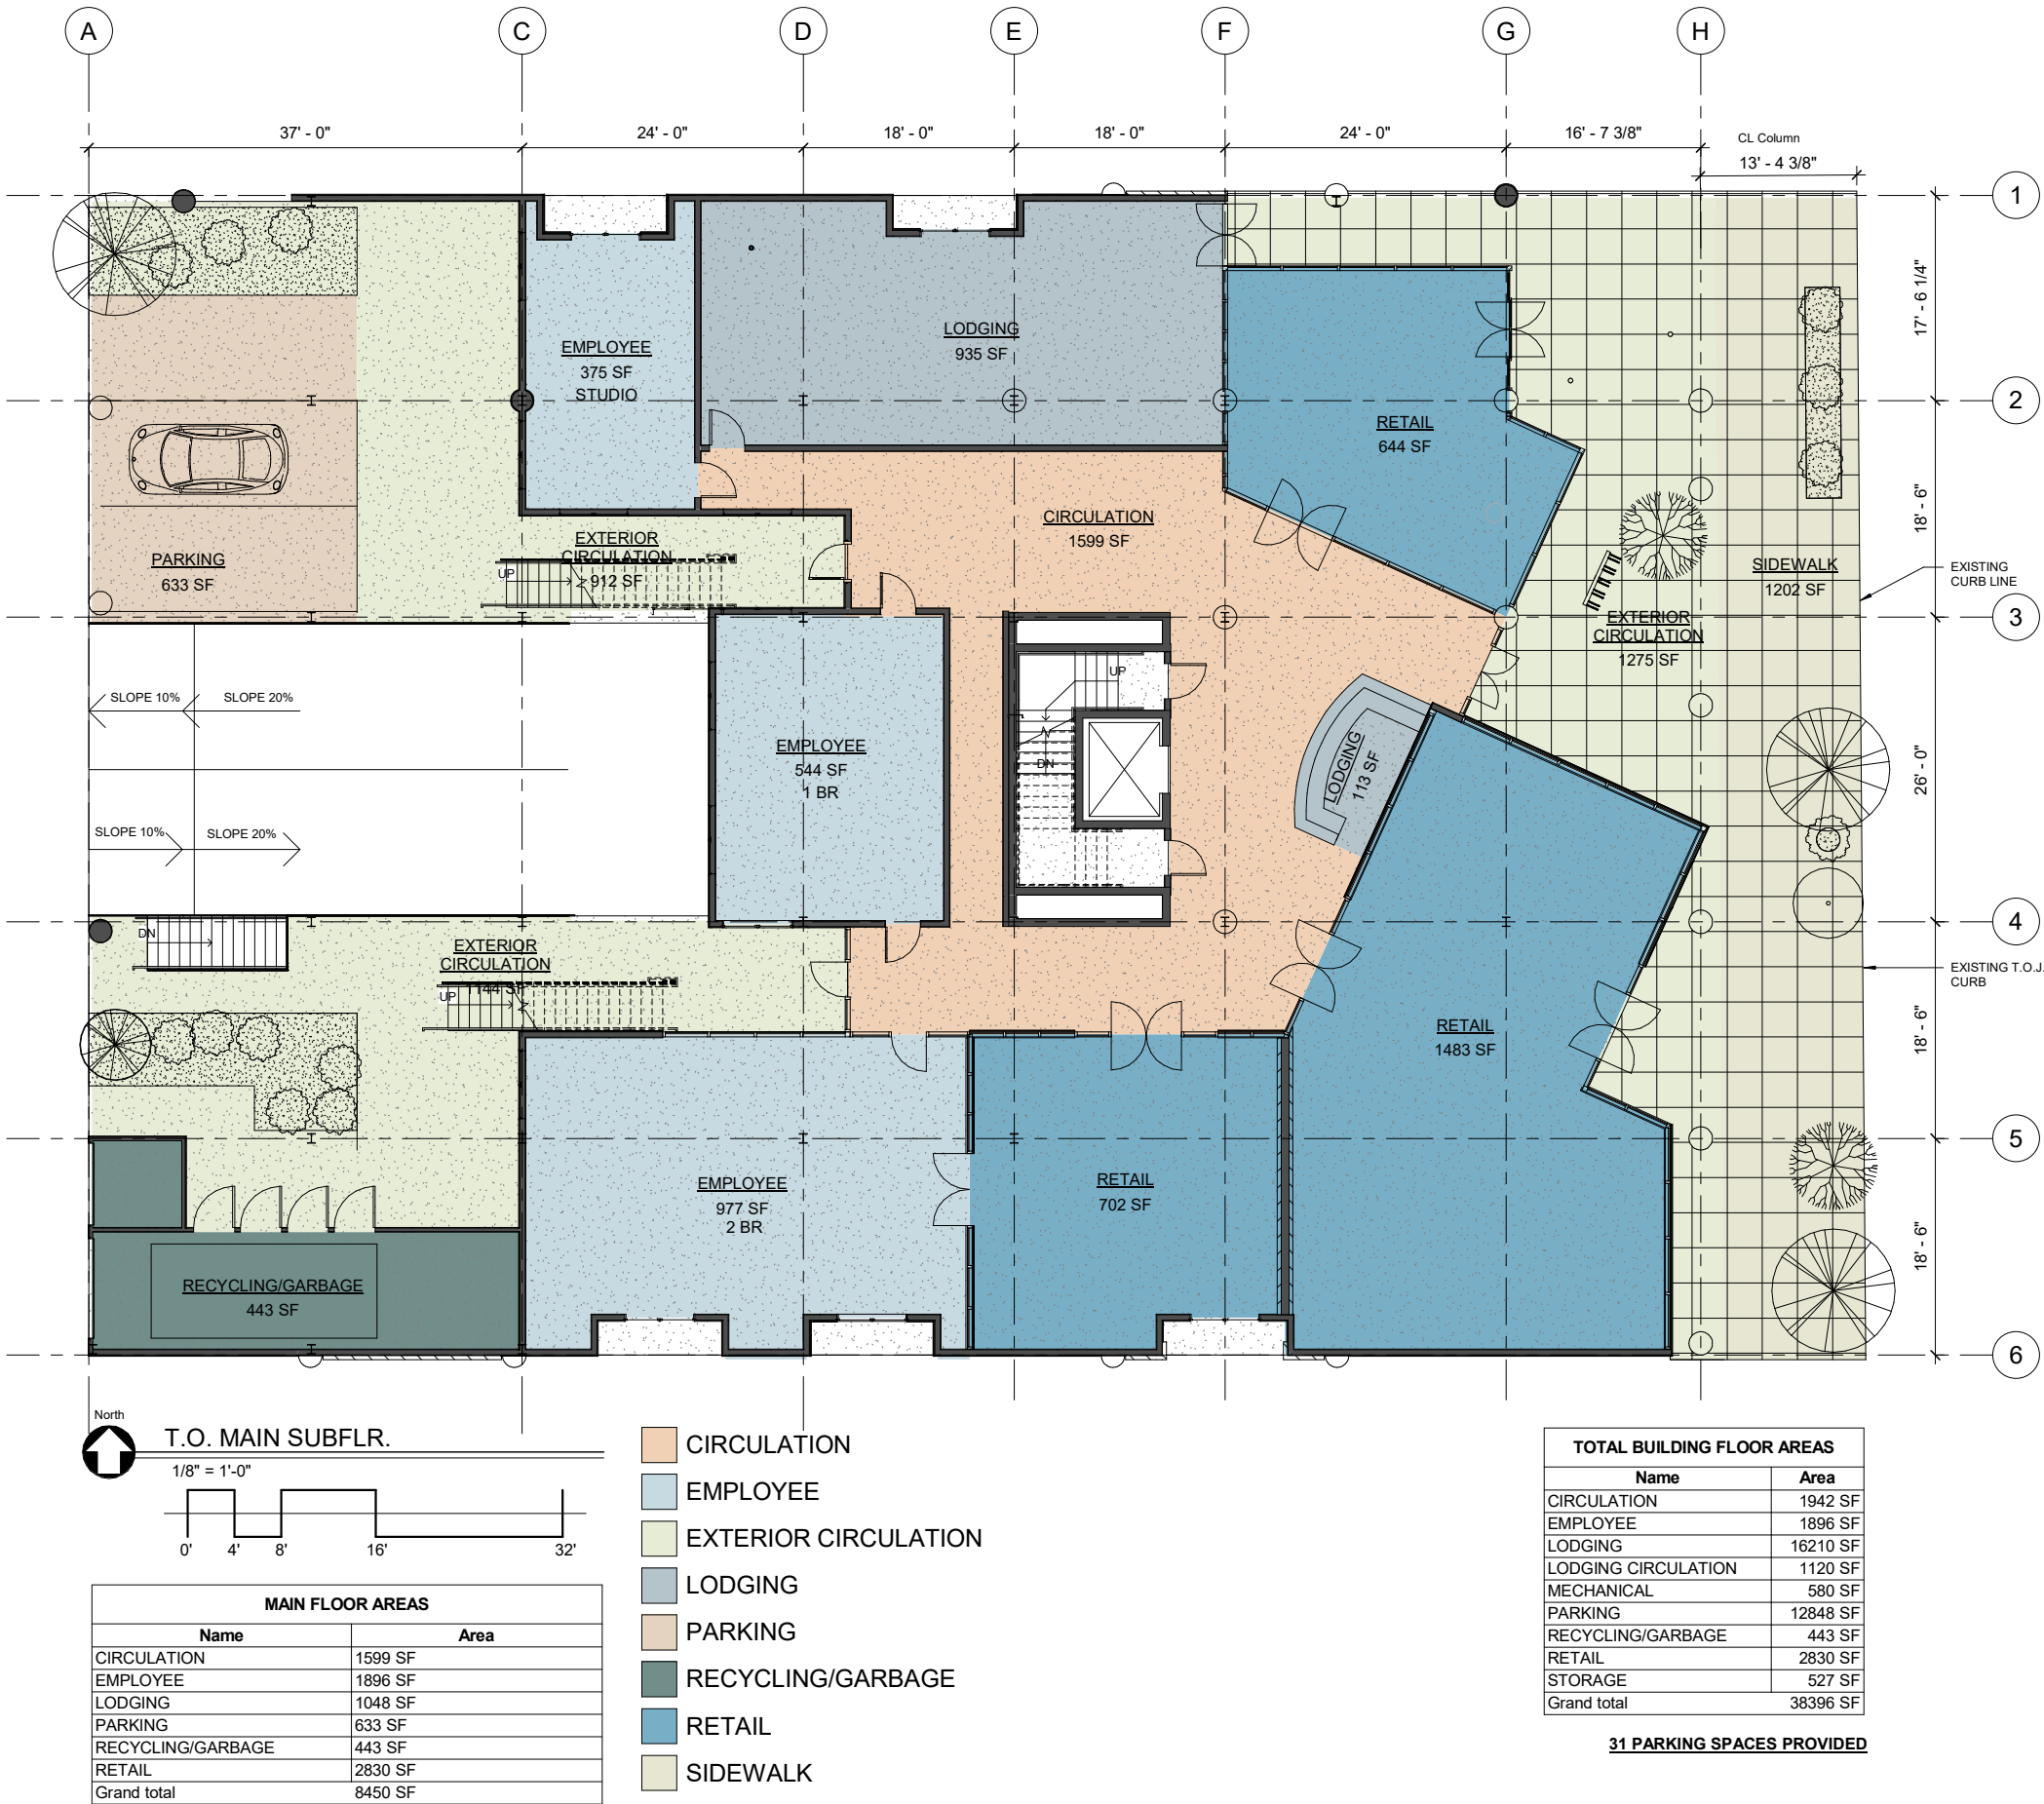 A
C
D
E
F
G
H
37' - 0"
24' - 0"
18' - 0"
18' - 0"
24' - 0"
16' - 7 3/8"
CL Column
13' - 4 3/8"
1
17' - 6 1/4"
2
18' - 6"
3
26' - 0"
4
18' - 6"
5
18' - 6"
6
EMPLOYEE
375 SF
STUDIO
LODGING
935 SF
RETAIL
644 SF
CIRCULATION
1599 SF
EXTERIOR
CIRCULATION
912 SF
UP
PARKING
633 SF
SIDEWALK
1202 SF
EXISTING
CURB LINE
EXTERIOR
CIRCULATION
1275 SF
SLOPE 10%
SLOPE 20%
UP
DN
EMPLOYEE
544 SF
1 BR
LODGING
113 SF
SLOPE 10%
SLOPE 20%
DN
EXTERIOR
CIRCULATION
1144 SF
UP
EXISTING T.O.J.
CURB
RETAIL
1483 SF
EMPLOYEE
977 SF
2 BR
RETAIL
702 SF
RECYCLING/GARBAGE
443 SF
North
T.O. MAIN SUBFLR.
1/8" = 1'-0"
0' 4' 8' 16' 32'
MAIN FLOOR AREAS
Name Area
CIRCULATION 1599 SF
EMPLOYEE 1896 SF
LODGING 1048 SF
PARKING 633 SF
RECYCLING/GARBAGE 443 SF
RETAIL 2830 SF
Grand total 8450 SF
CIRCULATION
EMPLOYEE
EXTERIOR CIRCULATION
LODGING
PARKING
RECYCLING/GARBAGE
RETAIL
SIDEWALK
TOTAL BUILDING FLOOR AREAS
Name Area
CIRCULATION 1942 SF
EMPLOYEE 1896 SF
LODGING 16210 SF
LODGING CIRCULATION 1120 SF
MECHANICAL 580 SF
PARKING 12848 SF
RECYCLING/GARBAGE 443 SF
RETAIL 2830 SF
STORAGE 527 SF
Grand total 38396 SF
31 PARKING SPACES PROVIDED